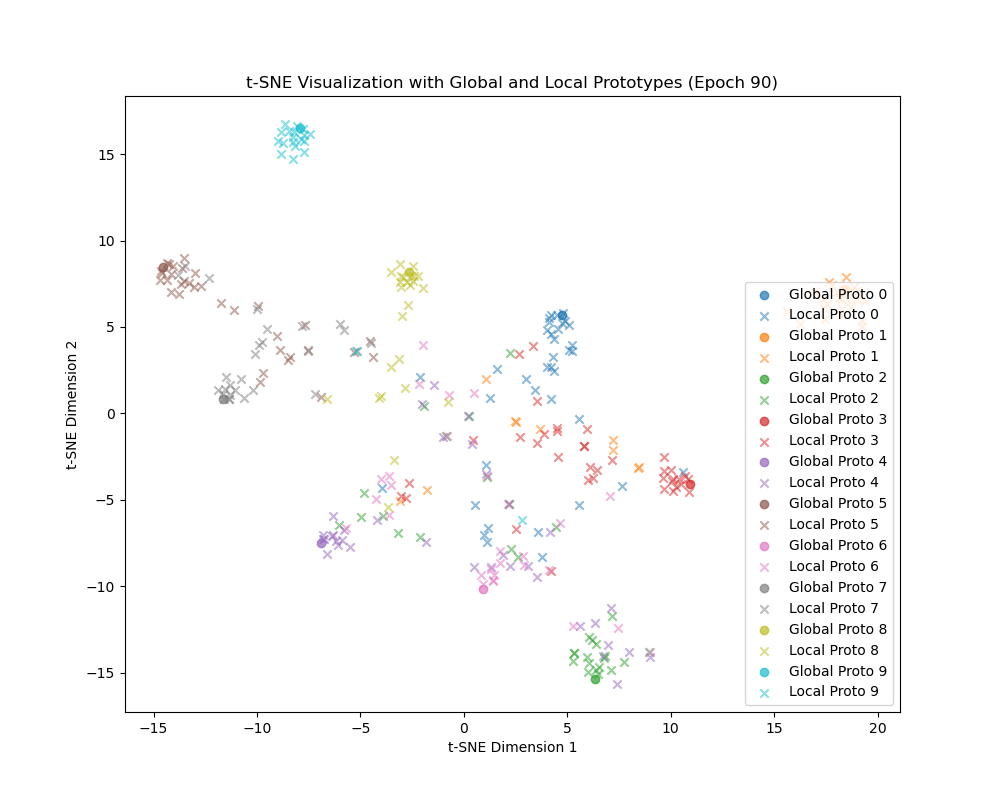 t-SNE Visualization with Global and Local Prototypes (Epoch 90)
t-SNE Dimension 2
15
10
5
0
−5
−10
−15
Global Proto 0
Local Proto 0
Global Proto 1
Local Proto 1
Global Proto 2
Local Proto 2
Global Proto 3
Local Proto 3
Global Proto 4
Local Proto 4
Global Proto 5
Local Proto 5
Global Proto 6
Local Proto 6
Global Proto 7
Local Proto 7
Global Proto 8
Local Proto 8
Global Proto 9
Local Proto 9
−15 −10 −5 0 5 10 15 20
t-SNE Dimension 1